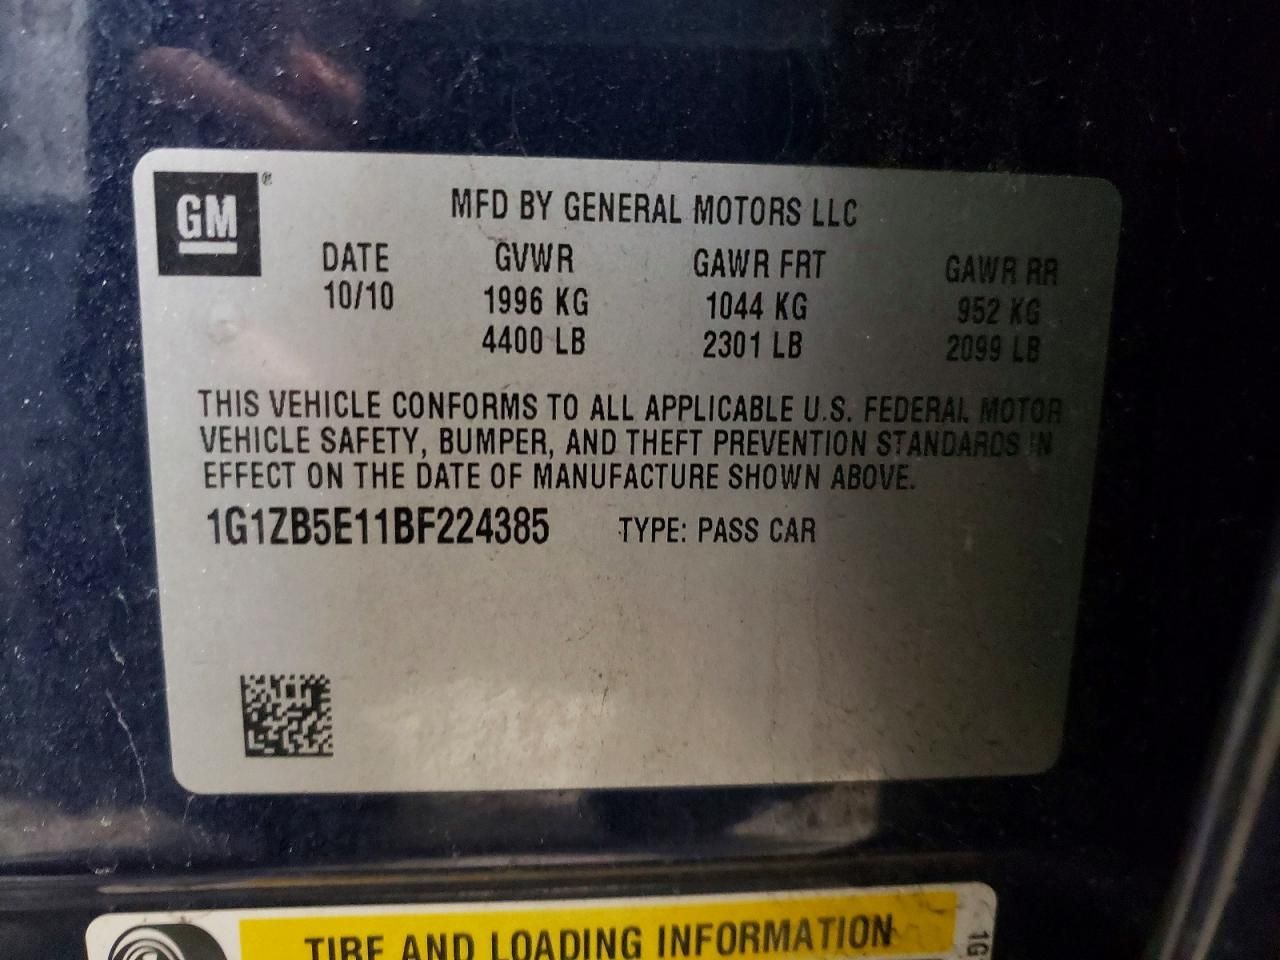 GM®
MFD BY GENERAL MOTORS LLC
DATE GVWR GAWR FRT GAWR RR
10/10 1996 KG 1044 KG 952 KG
4400 LB 2301 LB 2099 LB
THIS VEHICLE CONFORMS TO ALL APPLICABLE U.S. FEDERAL MOTOR
VEHICLE SAFETY, BUMPER, AND THEFT PREVENTION STANDARDS IN
EFFECT ON THE DATE OF MANUFACTURE SHOWN ABOVE.
1G1ZB5E11BF224385 TYPE: PASS CAR
TIRE AND LOADING INFORMATION
1G